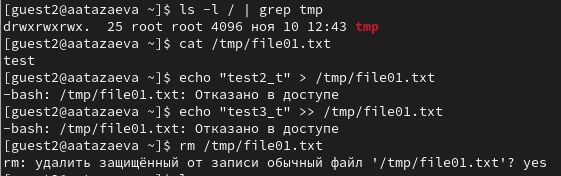 [guest2@aatazaeva ~]$ ls -l / | grep tmp
drwxrwxrwx.  25 root root 4096 ноя 10 12:43 tmp
[guest2@aatazaeva ~]$ cat /tmp/file01.txt
test
[guest2@aatazaeva ~]$ echo "test2_t" > /tmp/file01.txt
-bash: /tmp/file01.txt: Отказано в доступе
[guest2@aatazaeva ~]$ echo "test3_t" >> /tmp/file01.txt
-bash: /tmp/file01.txt: Отказано в доступе
[guest2@aatazaeva ~]$ rm /tmp/file01.txt
rm: удалить защищённый от записи обычный файл '/tmp/file01.txt'? yes